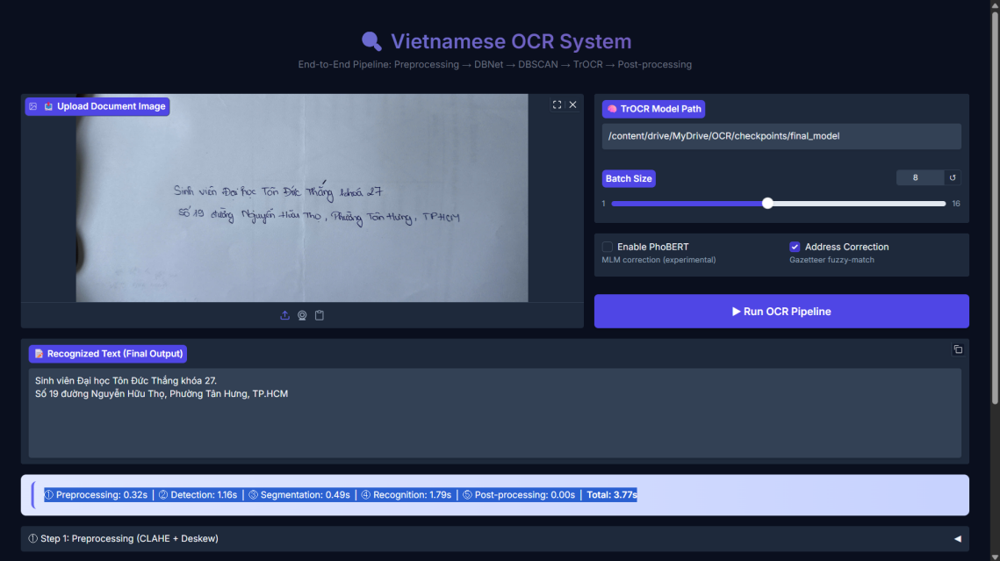 Vietnamese OCR System
End-to-End Pipeline: Preprocessing → DBNet → DBSCAN → TrOCR → Post-processing
Upload Document Image
Sinh viên Đại học Tôn Đức Thắng khoá 27
Số 19 đường Nguyễn Hữu Thọ, Phường Tân Hưng, TP.HCM
TrOCR Model Path
/content/drive/MyDrive/OCR/checkpoints/final_model
Batch Size
8
1
16
Enable PhoBERT
MLM correction (experimental)
Address Correction
Gazetteer fuzzy-match
▶ Run OCR Pipeline
Recognized Text (Final Output)
Sinh viên Đại học Tôn Đức Thắng khóa 27.
Số 19 đường Nguyễn Hữu Thọ, Phường Tân Hưng, TP.HCM
① Preprocessing: 0.32s | ② Detection: 1.16s | ③ Segmentation: 0.49s | ④ Recognition: 1.79s | ⑤ Post-processing: 0.00s | Total: 3.77s
① Step 1: Preprocessing (CLAHE + Deskew)